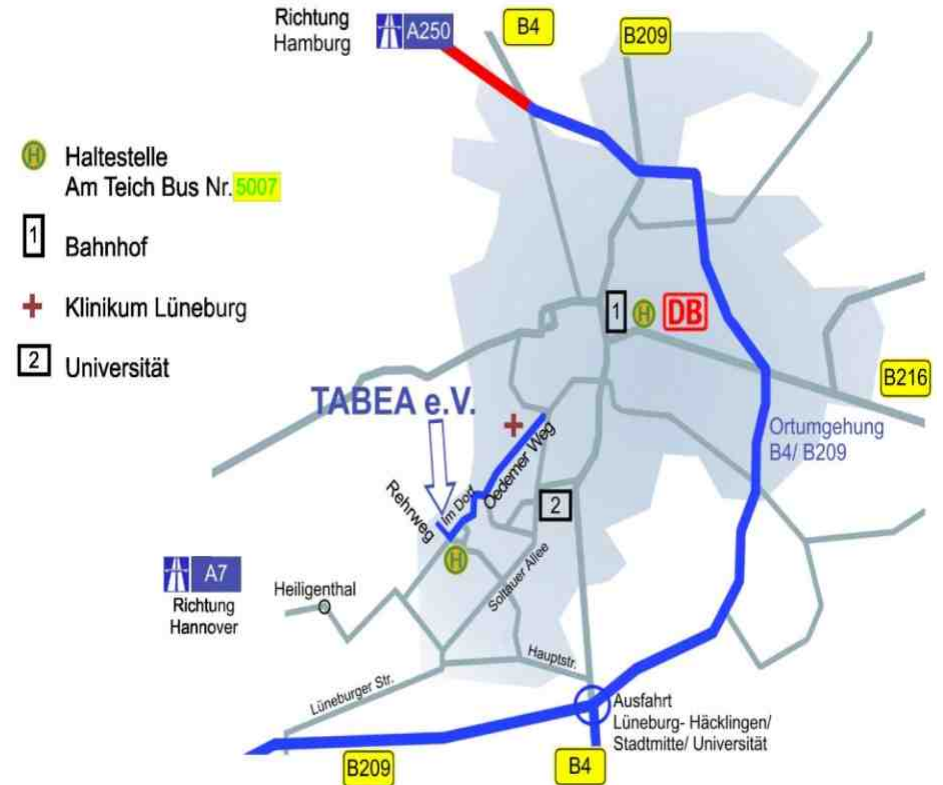 Richtung
Hamburg
A250
B4
B209
H Haltestelle
Am Teich Bus Nr. 5007
1 Bahnhof
Klinikum Lüneburg
2 Universität
1
H
DB
B216
TABEA e.V.
Ortumgehung
B4/ B209
Oedemer Weg
Im Dorf
Rehrweg
2
H
Soltauer Allee
A7
Richtung
Hannover
Heiligenthal
Hauptstr.
Lüneburger Str.
Ausfahrt
Lüneburg- Häcklingen/
Stadtmitte/ Universität
B209
B4